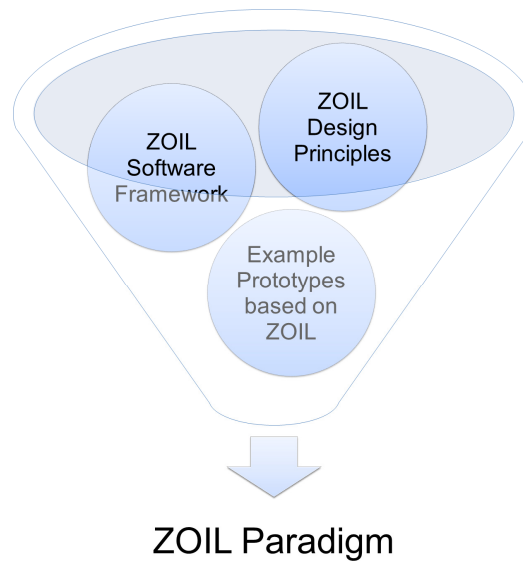 ZOIL
Software
Framework
ZOIL
Design
Principles
Example
Prototypes
based on
ZOIL
ZOIL Paradigm